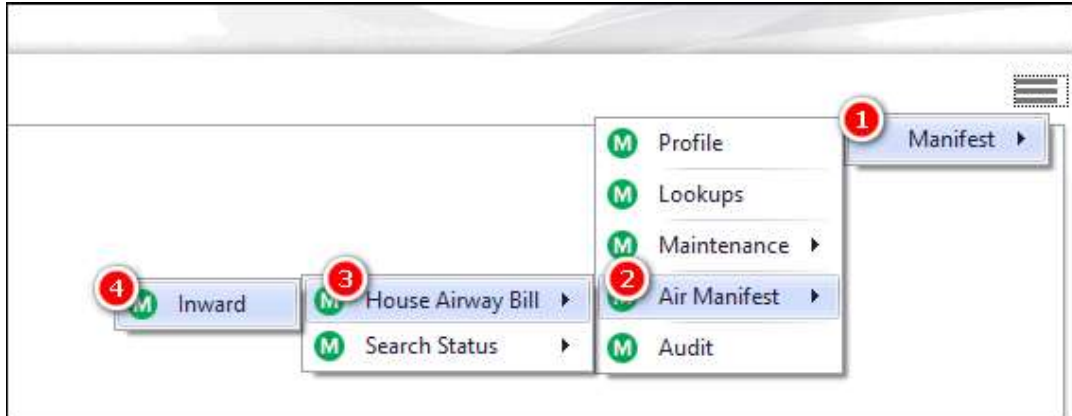 1 Manifest
M Profile
M Lookups
M Maintenance
2 Air Manifest
M Audit
3 House Airway Bill
M Search Status
4 M Inward